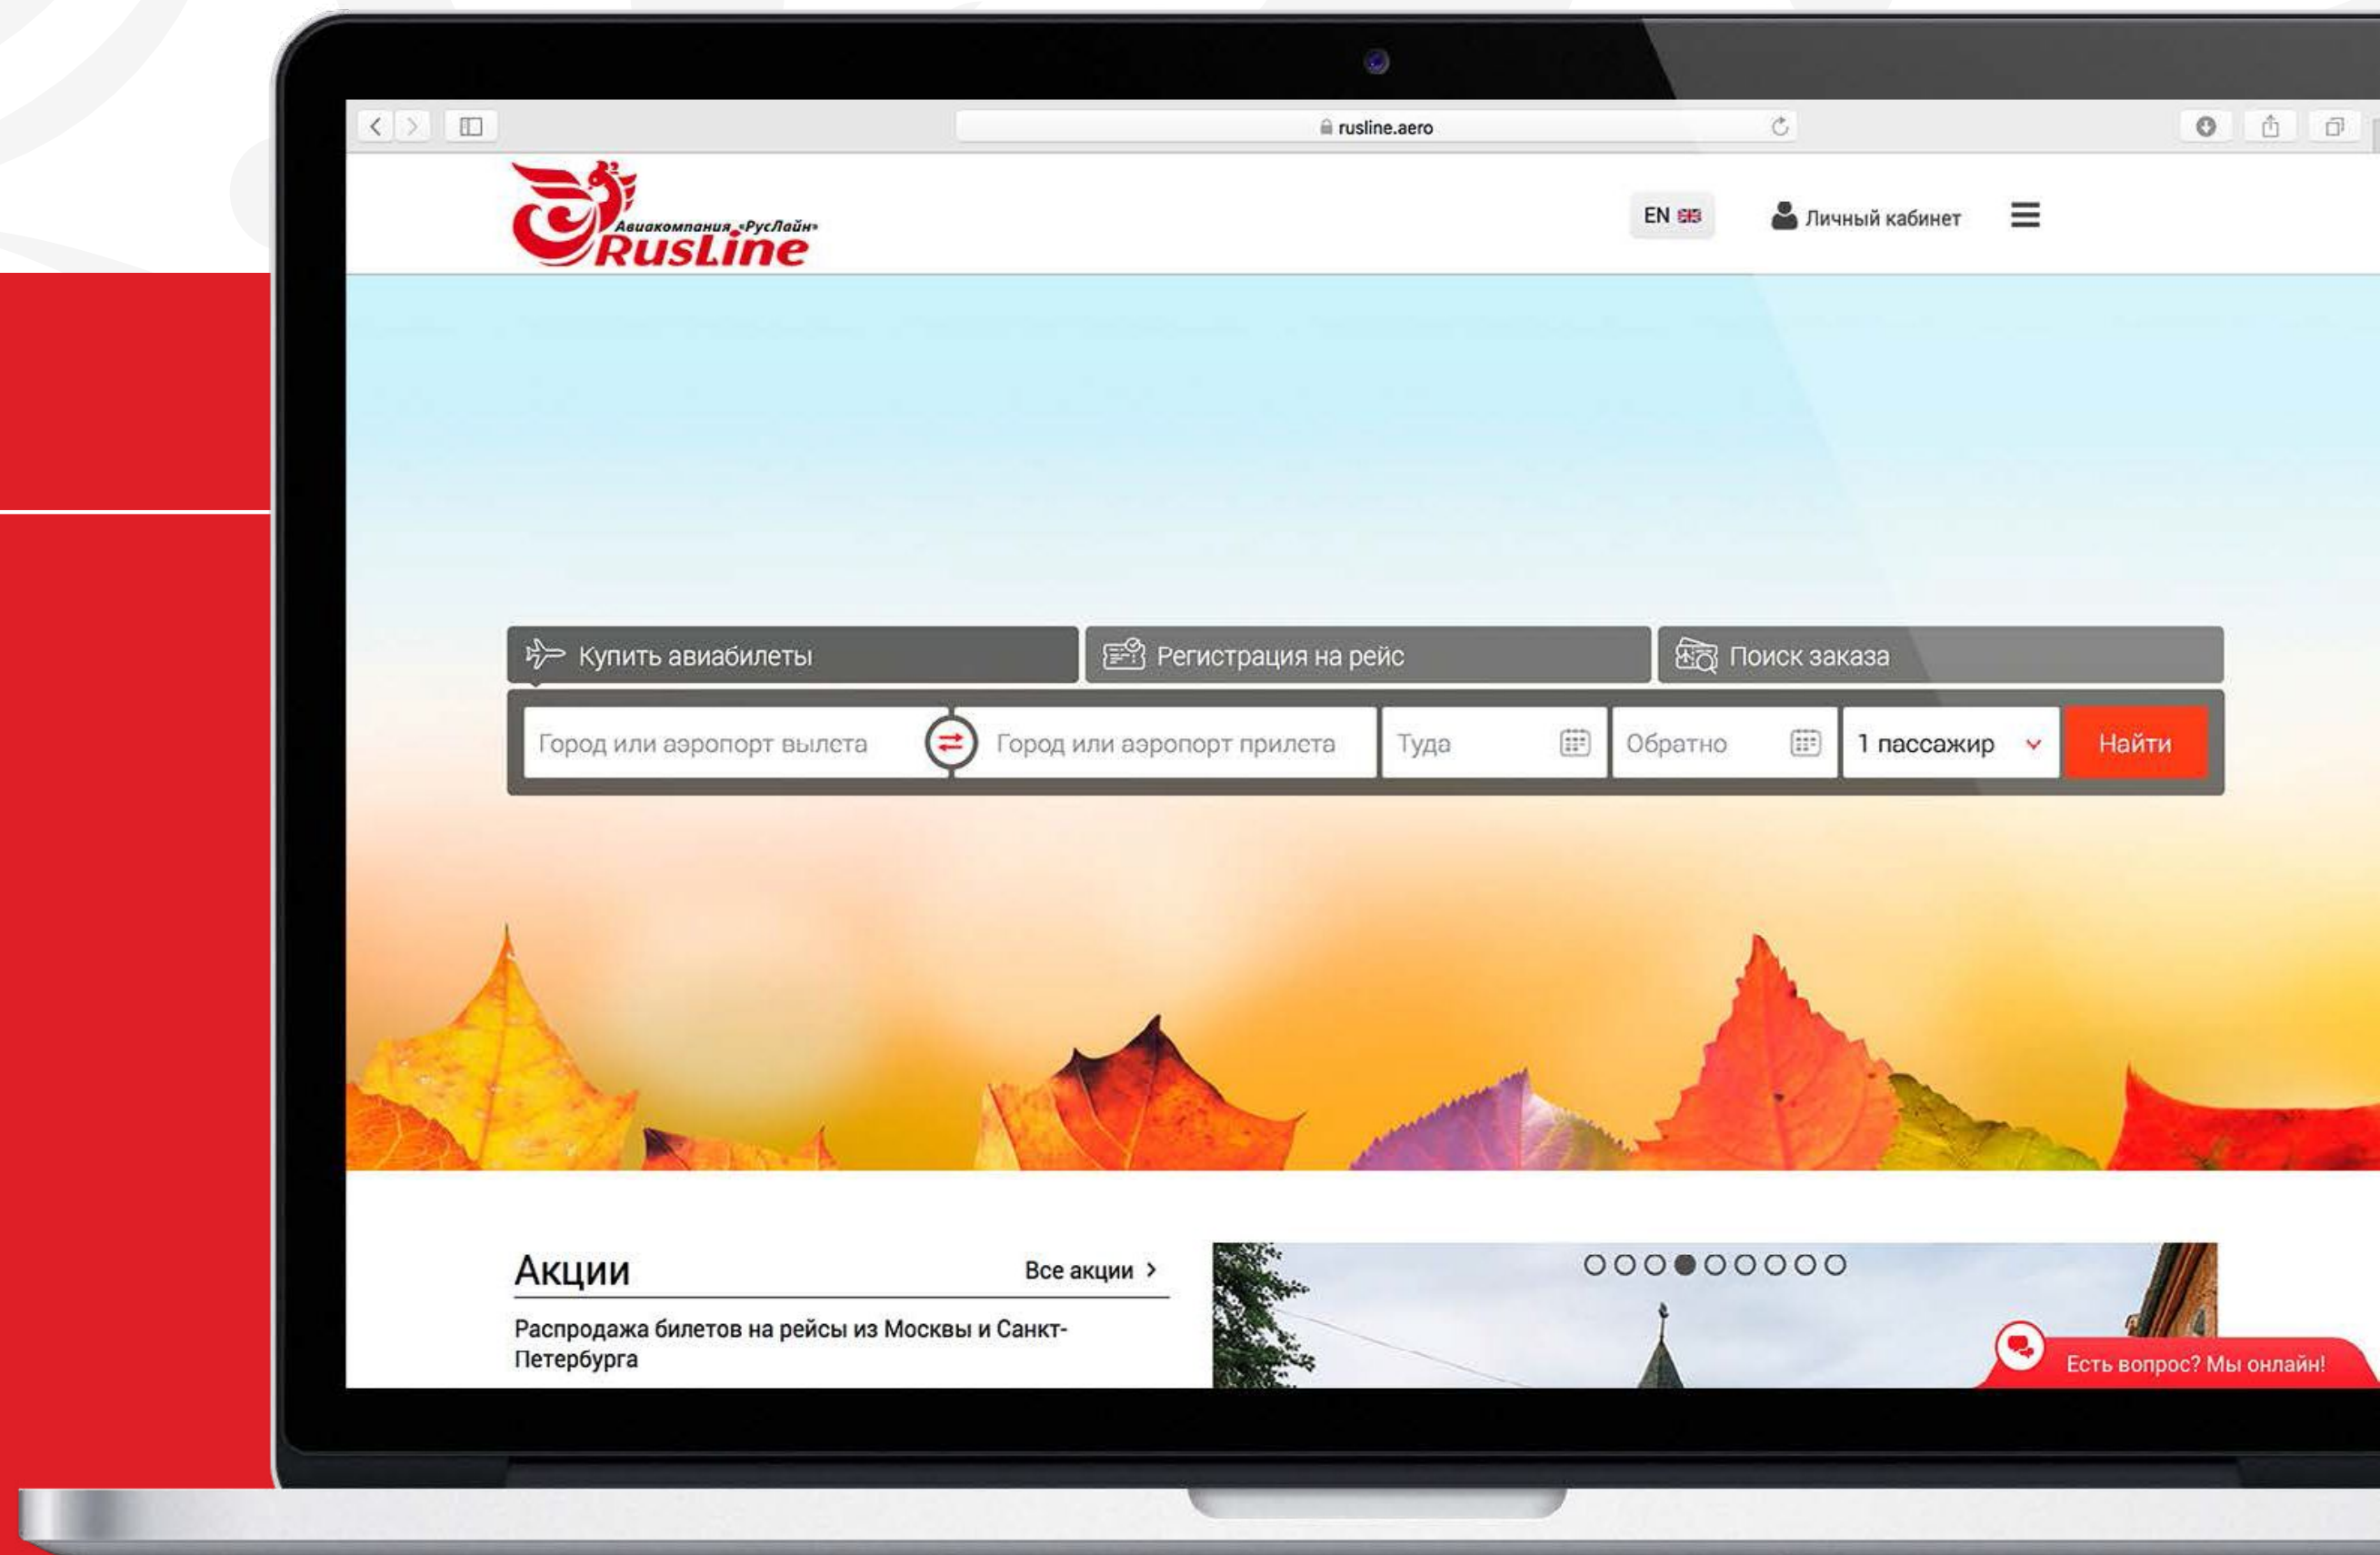 rusline.aero
Авиакомпания «РусЛайн»
RusLine
EN
Личный кабинет
Купить авиабилеты
Регистрация на рейс
Поиск заказа
Город или аэропорт вылета
Город или аэропорт прилета
Туда
Обратно
1 пассажир
Найти
Акции
Все акции >
Распродажа билетов на рейсы из Москвы и Санкт-
Петербурга
Есть вопрос? Мы онлайн!